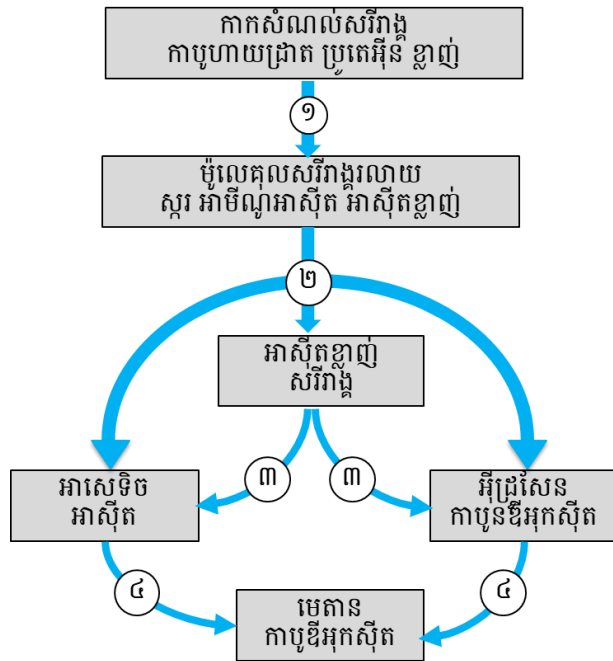 កាកសំណល់សរីរាង្គ
កាបូហាយដ្រាត ប្រូតេអ៊ីន ខ្លាញ់
១
ម៉ូលេគុលសរីរាង្គរលាយ
ស្ករ អាមីណូអាស៊ីត អាស៊ីតខ្លាញ់
២
អាស៊ីតខ្លាញ់
សរីរាង្គ
៣
៣
អាសេទិច
អាស៊ីត
អ៊ីដ្រូសែន
កាបូនឌីអុកស៊ីត
៤
៤
មេតាន
កាបូឌីអុកស៊ីត